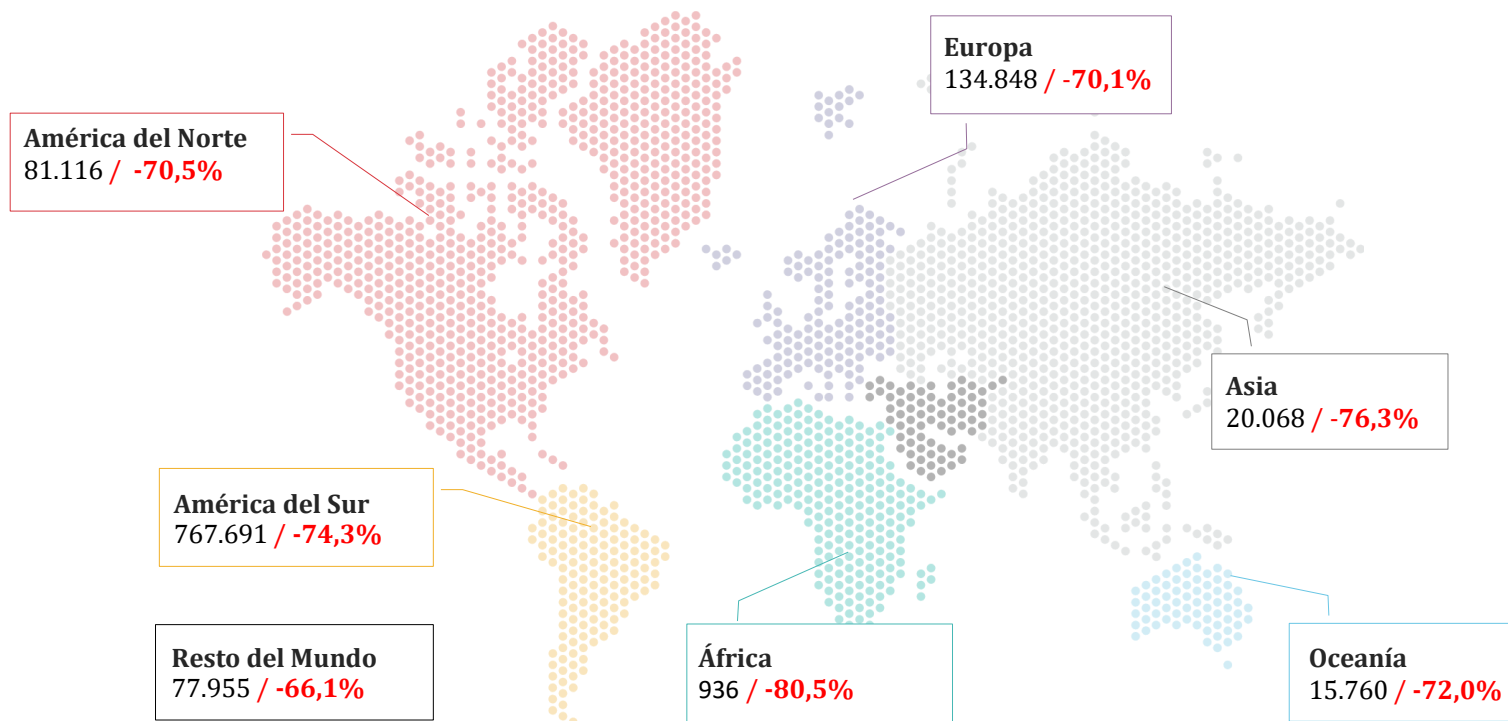 Europa
134.848 / -70,1%
América del Norte
81.116 / -70,5%
Asia
20.068 / -76,3%
América del Sur
767.691 / -74,3%
Resto del Mundo
77.955 / -66,1%
África
936 / -80,5%
Oceanía
15.760 / -72,0%